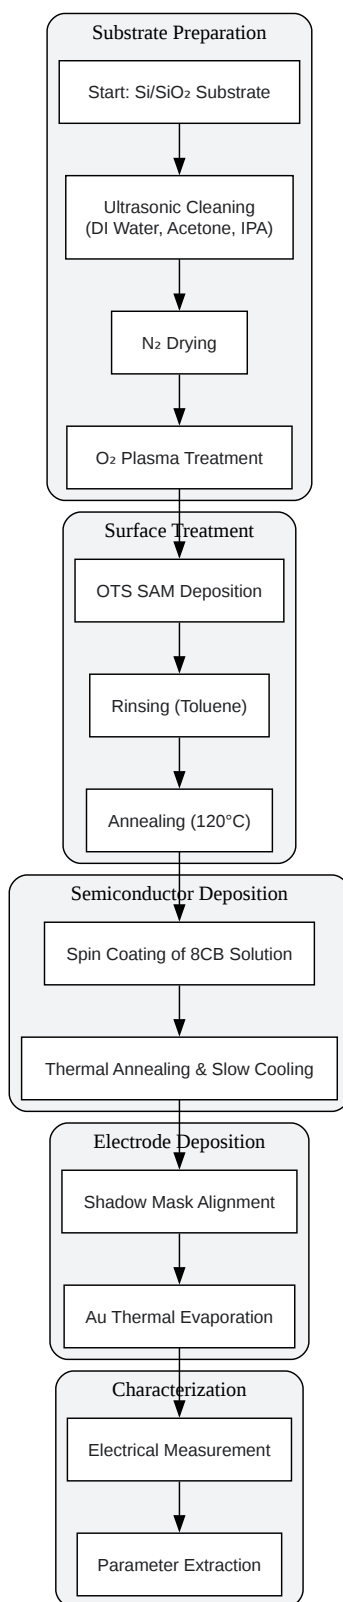 Substrate Preparation
Start: Si/SiO₂ Substrate
Ultrasonic Cleaning
(DI Water, Acetone, IPA)
N₂ Drying
O₂ Plasma Treatment
Surface Treatment
OTS SAM Deposition
Rinsing (Toluene)
Annealing (120°C)
Semiconductor Deposition
Spin Coating of 8CB Solution
Thermal Annealing & Slow Cooling
Electrode Deposition
Shadow Mask Alignment
Au Thermal Evaporation
Characterization
Electrical Measurement
Parameter Extraction